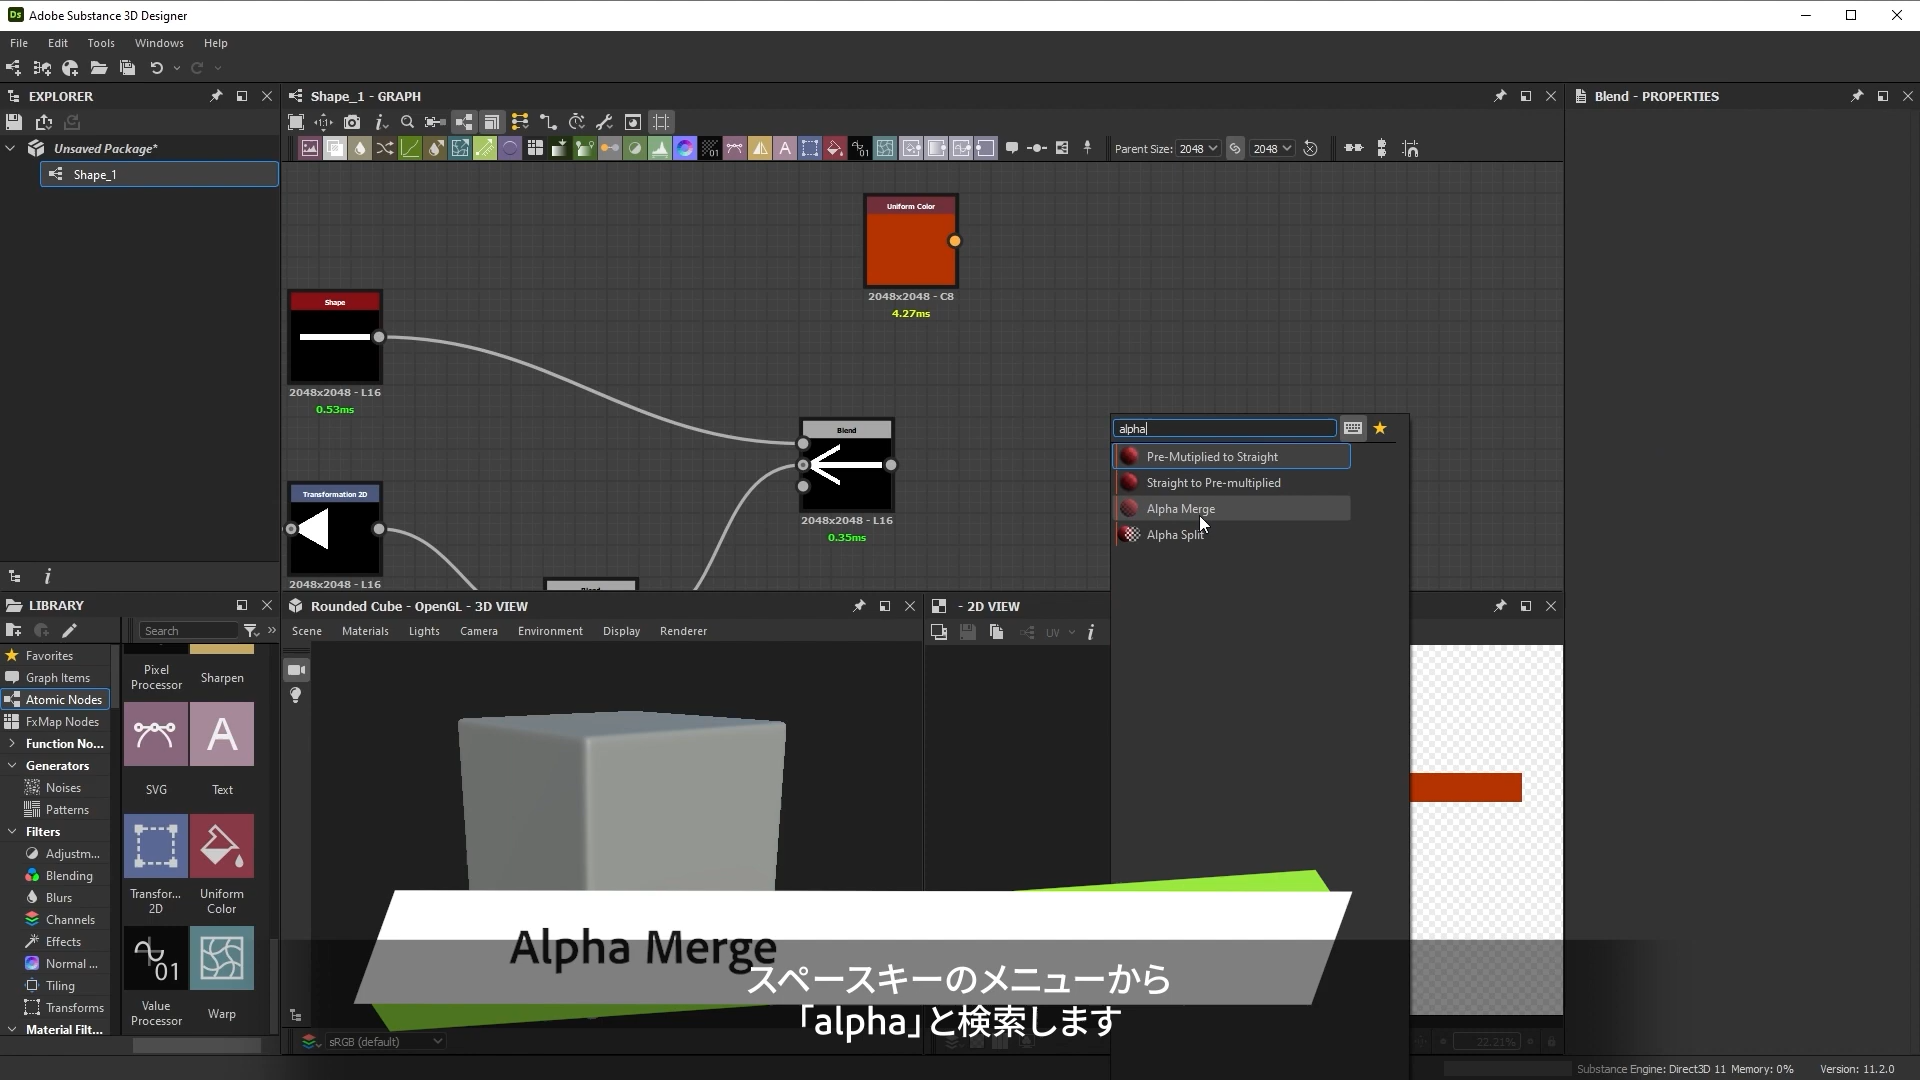 Ds Adobe Substance 3D Designer
File Edit Tools Windows Help
EXPLORER
Unsaved Package*
Shape_1
Shape_1 - GRAPH
Parent Size: 2048 2048
Blend - PROPERTIES
Uniform Color
2048x2048 - C8
4.27ms
Shape
2048x2048 - L16
0.53ms
Blend
2048x2048 - L16
0.35ms
Transformation 2D
2048x2048 - L16
alpha
Pre-Mutiplied to Straight
Straight to Pre-multiplied
Alpha Merge
Alpha Split
LIBRARY
Search
Favorites
Graph Items
Atomic Nodes
FxMap Nodes
Function No...
Generators
Noises
Patterns
Filters
Adjustm...
Blending
Blurs
Channels
Effects
Normal ...
Tiling
Transforms
Material Filt...
Pixel
Processor
Sharpen
SVG
A
Text
Transfor...
2D
Uniform
Color
01
Value
Processor
Warp
Rounded Cube - OpenGL - 3D VIEW
Scene Materials Lights Camera Environment Display Renderer
sRGB (default)
- 2D VIEW
UV
22.21%
Alpha Merge
スペースキーのメニューから
「alpha」と検索します
Substance Engine: Direct3D 11 Memory: 0% Version: 11.2.0